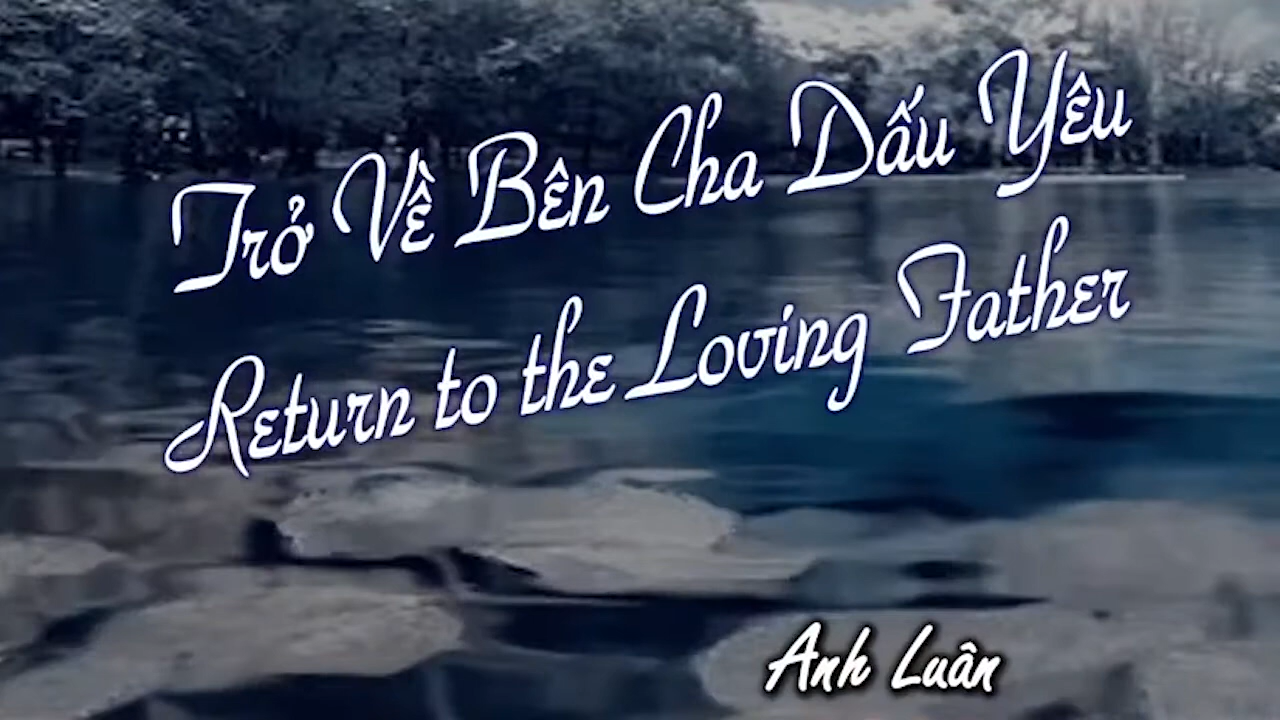 Trở Về Bên Cha Dấu Yêu
Return to the Loving Father
Anh Luân